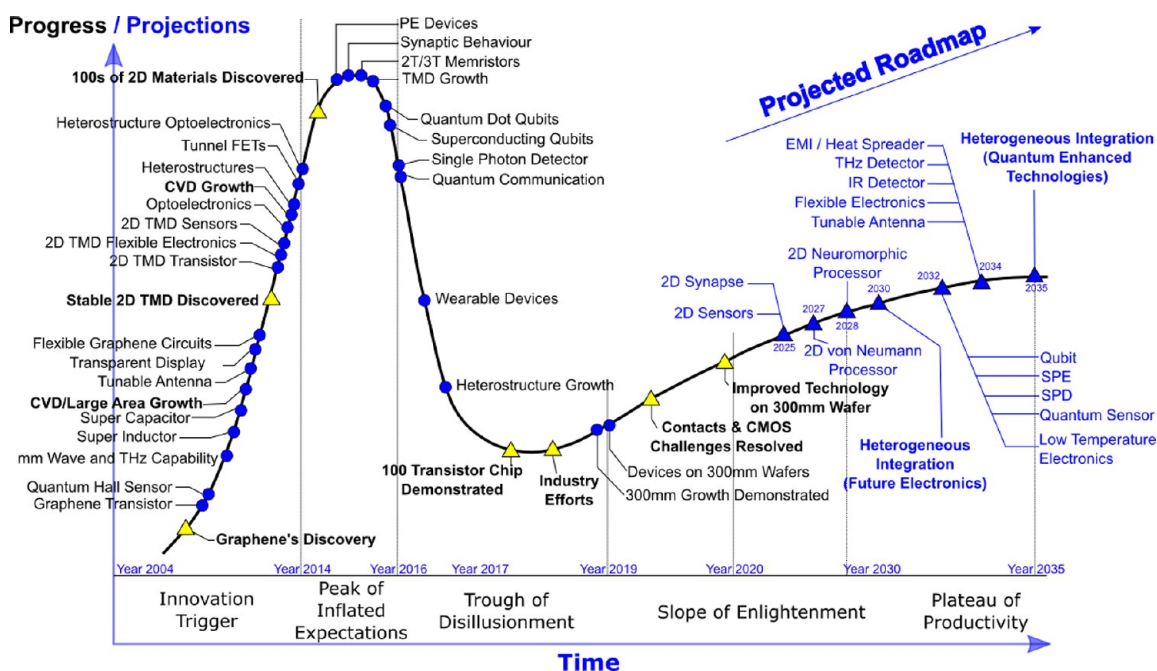 Progress / Projections
PE Devices
Synaptic Behaviour
2T/3T Memristors
TMD Growth
100s of 2D Materials Discovered
Quantum Dot Qubits
Superconducting Qubits
Single Photon Detector
Quantum Communication
Heterostructure Optoelectronics
Tunnel FETs
Heterostructures
CVD Growth
Optoelectronics
2D TMD Sensors
2D TMD Flexible Electronics
2D TMD Transistor
Stable 2D TMD Discovered
Flexible Graphene Circuits
Transparent Display
Tunable Antenna
CVD/Large Area Growth
Super Capacitor
Super Inductor
mm Wave and THz Capability
Quantum Hall Sensor
Graphene Transistor
Graphene's Discovery
Wearable Devices
Heterostructure Growth
100 Transistor Chip
Demonstrated
Industry
Efforts
300mm Growth Demonstrated
Devices on 300mm Wafers
Contacts & CMOS
Challenges Resolved
Improved Technology
on 300mm Wafer
Projected Roadmap
EMI / Heat Spreader
THz Detector
IR Detector
Flexible Electronics
Tunable Antenna
Heterogeneous Integration
(Quantum Enhanced
Technologies)
2D Neuromorphic
Processor
2D Synapse
2D Sensors
2025
2027
2028
2030
2032
2034
2035
2D von Neumann
Processor
Heterogeneous
Integration
(Future Electronics)
Qubit
SPE
SPD
Quantum Sensor
Low Temperature
Electronics
Year 2004
Year 2014
Year 2016
Year 2017
Year 2019
Year 2020
Year 2030
Year 2035
Innovation
Trigger
Peak of
Inflated
Expectations
Trough of
Disillusionment
Slope of Enlightenment
Plateau of
Productivity
Time